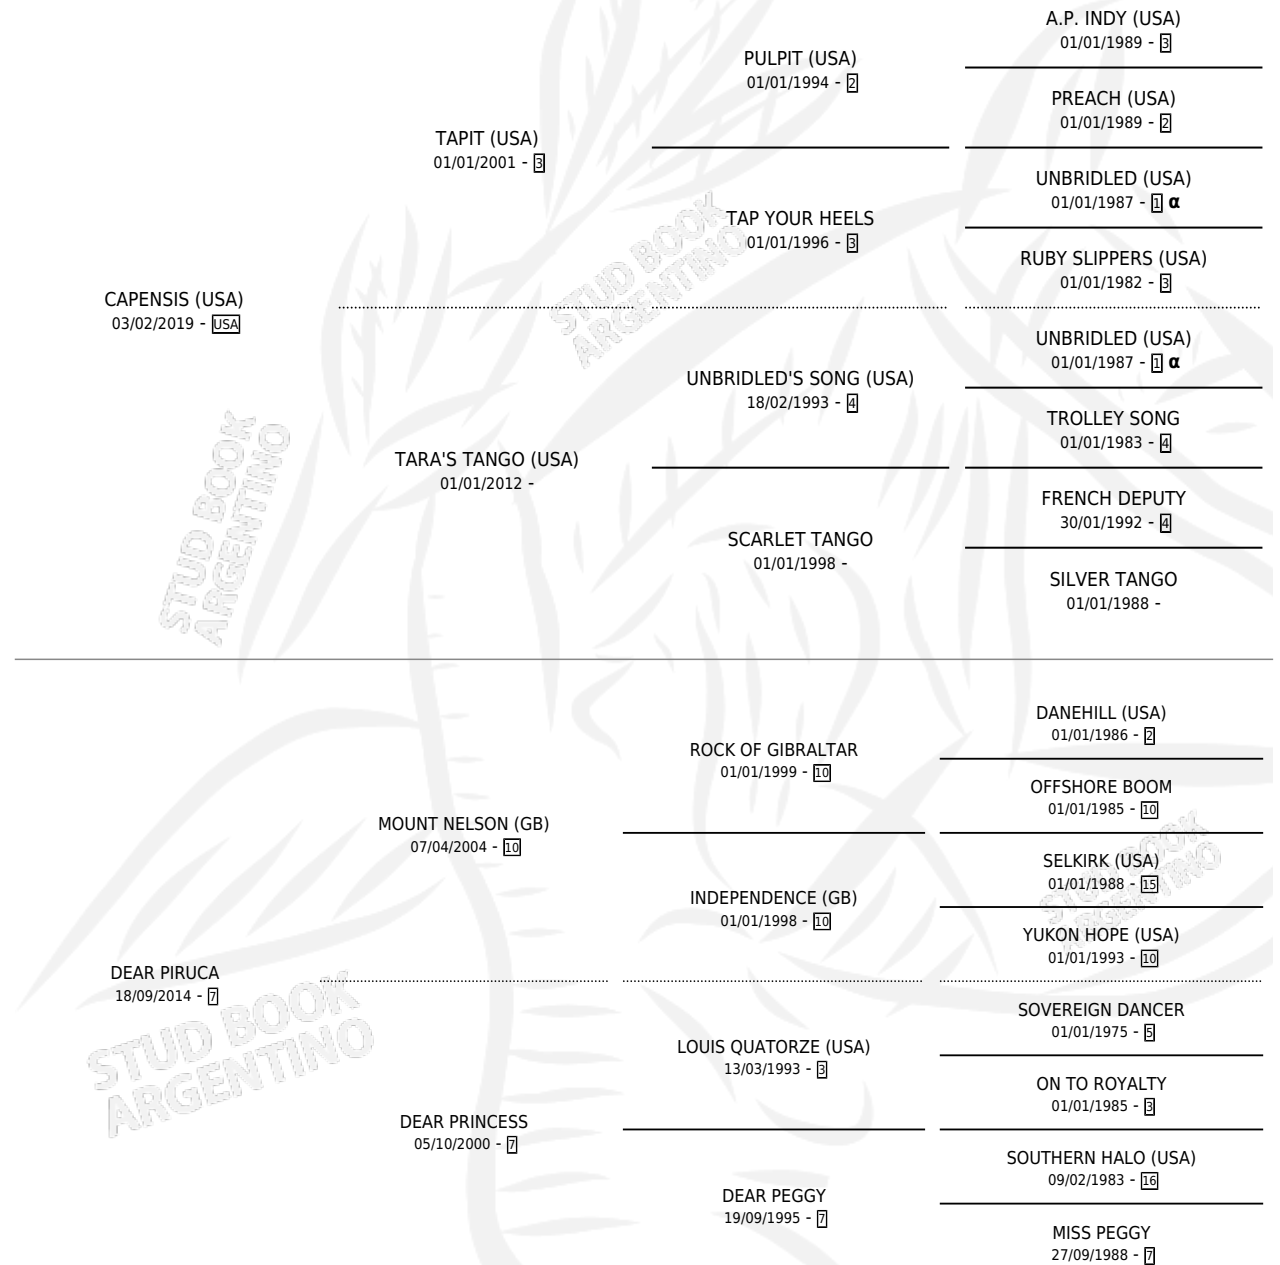 A.P. INDY (USA)
01/01/1989 - 3
PULPIT (USA)
01/01/1994 - 2
PREACH (USA)
01/01/1989 - 2
TAPIT (USA)
01/01/2001 - 3
UNBRIDLED (USA)
01/01/1987 - 1 α
TAP YOUR HEELS
01/01/1996 - 3
RUBY SLIPPERS (USA)
01/01/1982 - 3
CAPENSIS (USA)
03/02/2019 - USA
UNBRIDLED (USA)
01/01/1987 - 1 α
UNBRIDLED'S SONG (USA)
18/02/1993 - 4
TROLLEY SONG
01/01/1983 - 4
TARA'S TANGO (USA)
01/01/2012 -
FRENCH DEPUTY
30/01/1992 - 4
SCARLET TANGO
01/01/1998 -
SILVER TANGO
01/01/1988 -
DANEHILL (USA)
01/01/1986 - 2
ROCK OF GIBRALTAR
01/01/1999 - 10
OFFSHORE BOOM
01/01/1985 - 10
MOUNT NELSON (GB)
07/04/2004 - 10
SELKIRK (USA)
01/01/1988 - 15
INDEPENDENCE (GB)
01/01/1998 - 10
YUKON HOPE (USA)
01/01/1993 - 10
DEAR PIRUCA
18/09/2014 - 7
SOVEREIGN DANCER
01/01/1975 - 5
LOUIS QUATORZE (USA)
13/03/1993 - 3
ON TO ROYALTY
01/01/1985 - 3
DEAR PRINCESS
05/10/2000 - 7
SOUTHERN HALO (USA)
09/02/1983 - 16
DEAR PEGGY
19/09/1995 - 7
MISS PEGGY
27/09/1988 - 7
STUD BOOK
ARGENTINO
STUD BOOK
ARGENTINO
STUD BOOK
ARGENTINO
STUD BOOK
ARGENTINO